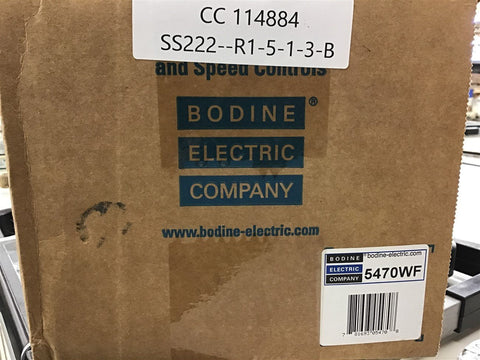 CC 114884
SS222--R1-5-1-3-B
and Speed Controls
BODINE®
ELECTRIC
COMPANY
www.bodine-electric.com
BODINE
ELECTRIC
COMPANY
®
bodine-electric.com
5470WF